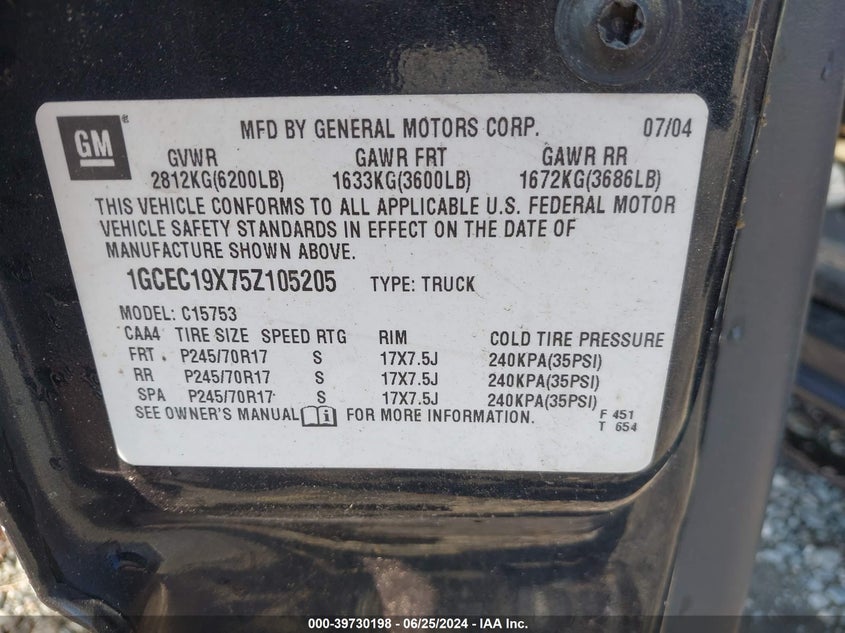 GM ® MFD BY GENERAL MOTORS CORP. 07/04
GVWR GAWR FRT GAWR RR
2812KG(6200LB) 1633KG(3600LB) 1672KG(3686LB)
THIS VEHICLE CONFORMS TO ALL APPLICABLE U.S. FEDERAL MOTOR
VEHICLE SAFETY STANDARDS IN EFFECT ON THE DATE OF
MANUFACTURE SHOWN ABOVE.
1GCEC19X75Z105205 TYPE: TRUCK
MODEL: C15753
CAA4 TIRE SIZE SPEED RTG RIM COLD TIRE PRESSURE
FRT P245/70R17 S 17X7.5J 240KPA(35PSI)
RR P245/70R17 S 17X7.5J 240KPA(35PSI)
SPA P245/70R17 S 17X7.5J 240KPA(35PSI)
SEE OWNER'S MANUAL i FOR MORE INFORMATION. F 451
T 654
000-39730198 - 06/25/2024 - IAA Inc.